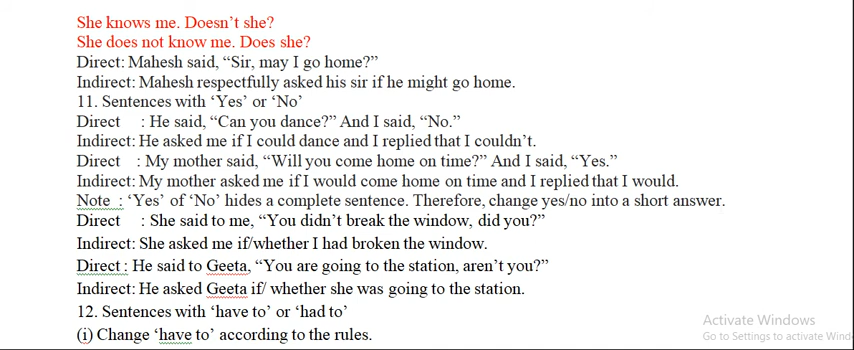 She knows me. Doesn’t she?
She does not know me. Does she?
Direct: Mahesh said, “Sir, may I go home?”
Indirect: Mahesh respectfully asked his sir if he might go home.
11. Sentences with ‘Yes’ or ‘No’
Direct : He said, “Can you dance?” And I said, “No.”
Indirect: He asked me if I could dance and I replied that I couldn’t.
Direct : My mother said, “Will you come home on time?” And I said, “Yes.”
Indirect: My mother asked me if I would come home on time and I replied that I would.
Note : ‘Yes’ of ‘No’ hides a complete sentence. Therefore, change yes/no into a short answer.
Direct : She said to me, “You didn’t break the window, did you?”
Indirect: She asked me if/whether I had broken the window.
Direct : He said to Geeta, “You are going to the station, aren’t you?”
Indirect: He asked Geeta if/ whether she was going to the station.
12. Sentences with ‘have to’ or ‘had to’
(i) Change ‘have to’ according to the rules.
Activate Windows
Go to Settings to activate Wind